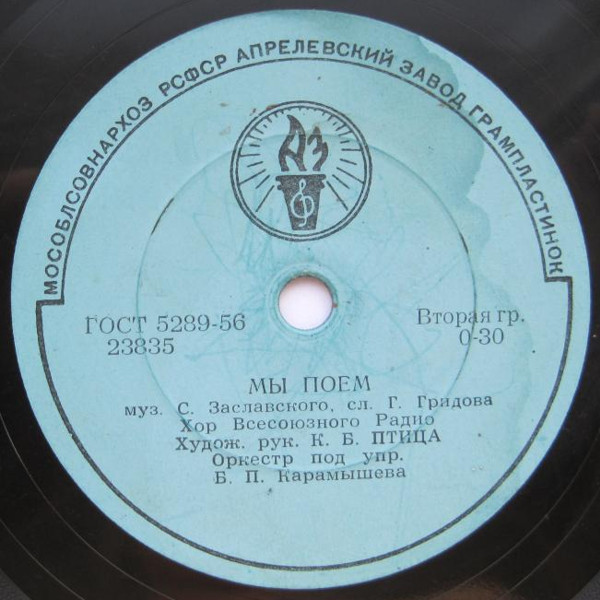 МОСОБЛСОВНАРХОЗ РСФСР АПРЕЛЕВСКИЙ ЗАВОД ГРАМПЛАСТИНОК
АЗ
ГОСТ 5289-56
23835
Вторая гр.
0-30
МЫ ПОЕМ
муз. С. Заславского, сл. Г. Гридова
Хор Всесоюзного Радио
Худож. рук. К. Б. ПТИЦА
Оркестр под упр.
Б. П. Карамышева